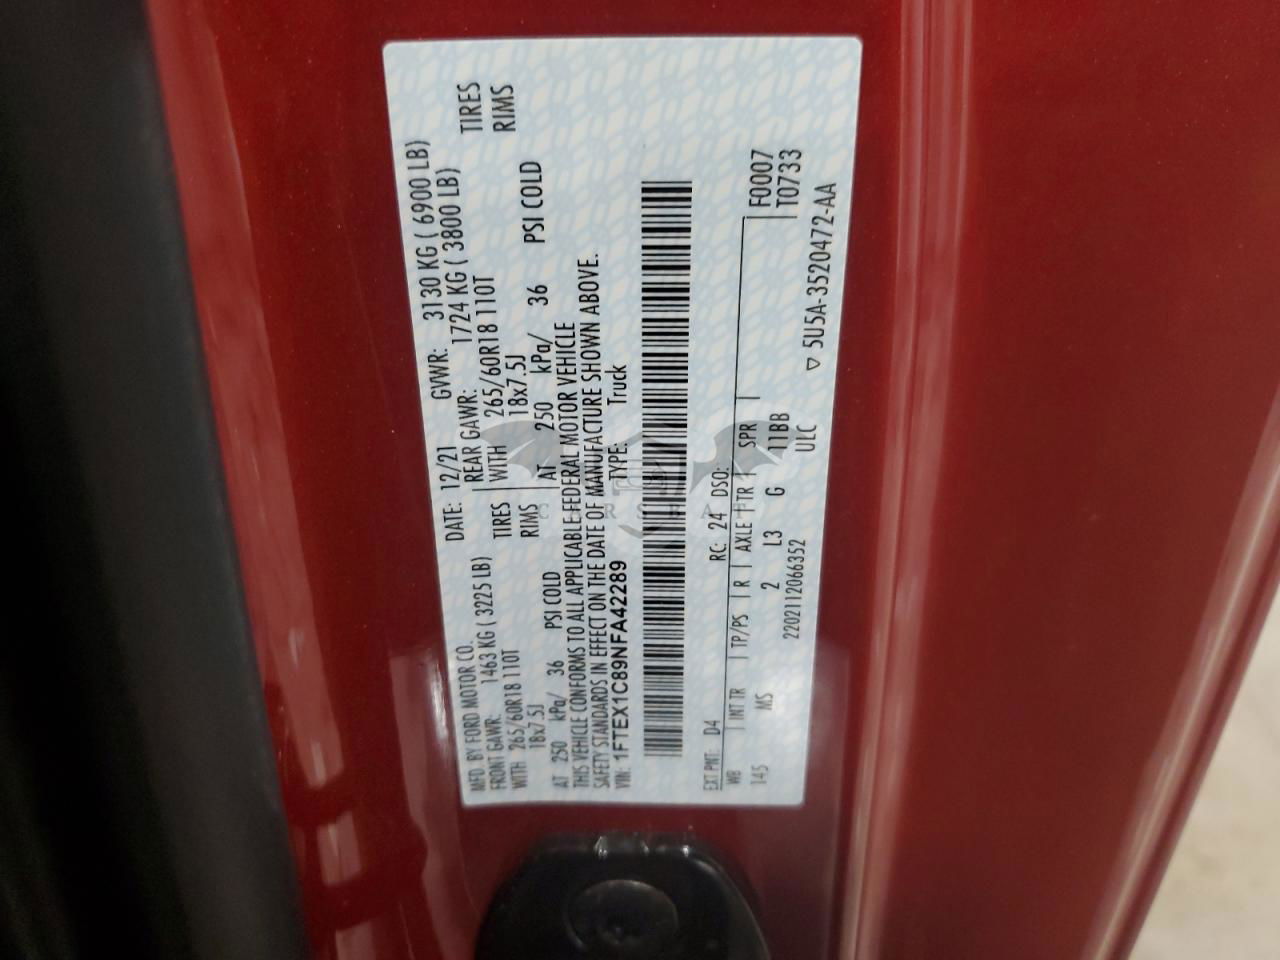 MFD. BY FORD MOTOR CO.
DATE: 12/21 GVWR: 3130 KG ( 6900 LB)
FRONT GAWR: 1463 KG ( 3225 LB) REAR GAWR: 1724 KG ( 3800 LB)
WITH 265/60R18 110T TIRES WITH 265/60R18 110T TIRES
18x7.5J RIMS 18x7.5J RIMS
AT 250 kPa/ 36 PSI COLD AT 250 kPa/ 36 PSI COLD
THIS VEHICLE CONFORMS TO ALL APPLICABLE FEDERAL MOTOR VEHICLE
SAFETY STANDARDS IN EFFECT ON THE DATE OF MANUFACTURE SHOWN ABOVE.
VIN: 1FTEX1C89NFA42289 TYPE: Truck
EXT PNT: D4 RC: 24 DSO: F0007
WB INT TR TP/PS R AXLE TR SPR T0733
145 MS 2 L3 G 11BB
2202112066352 ULC 5U5A-3520472-AA